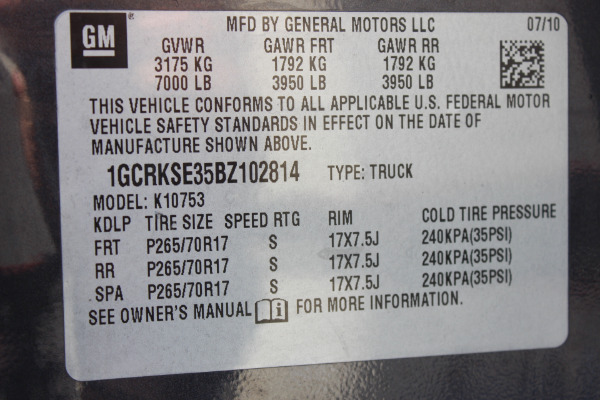 GM
MFD BY GENERAL MOTORS LLC 07/10
GVWR GAWR FRT GAWR RR
3175 KG 1792 KG 1792 KG
7000 LB 3950 LB 3950 LB
THIS VEHICLE CONFORMS TO ALL APPLICABLE U.S. FEDERAL MOTOR
VEHICLE SAFETY STANDARDS IN EFFECT ON THE DATE OF
MANUFACTURE SHOWN ABOVE.
1GCRKSE35BZ102814 TYPE: TRUCK
MODEL: K10753
KDLP TIRE SIZE SPEED RTG RIM COLD TIRE PRESSURE
FRT P265/70R17 S 17X7.5J 240KPA(35PSI)
RR P265/70R17 S 17X7.5J 240KPA(35PSI)
SPA P265/70R17 S 17X7.5J 240KPA(35PSI)
SEE OWNER'S MANUAL FOR MORE INFORMATION.